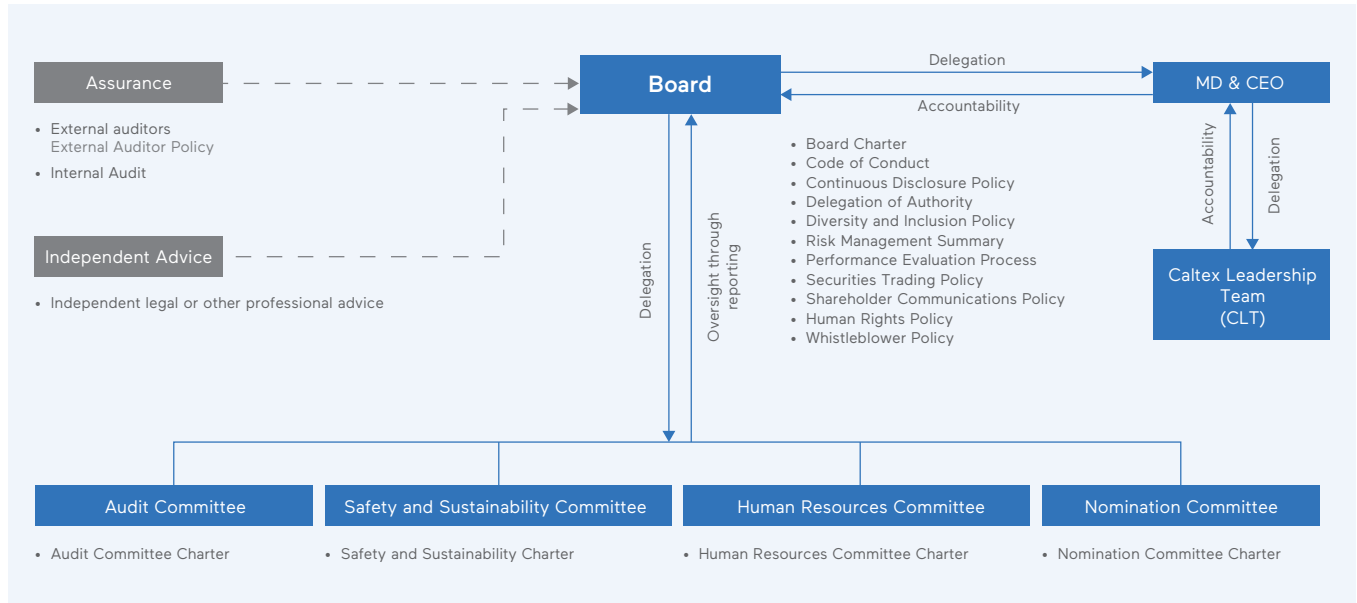 Assurance
• External auditors
External Auditor Policy
• Internal Audit
Independent Advice
• Independent legal or other professional advice
Board
Delegation
Accountability
MD & CEO
• Board Charter
• Code of Conduct
• Continuous Disclosure Policy
• Delegation of Authority
• Diversity and Inclusion Policy
• Risk Management Summary
• Performance Evaluation Process
• Securities Trading Policy
• Shareholder Communications Policy
• Human Rights Policy
• Whistleblower Policy
Accountability
Delegation
Caltex Leadership
Team
(CLT)
Delegation
Oversight through
reporting
Audit Committee
• Audit Committee Charter
Safety and Sustainability Committee
• Safety and Sustainability Charter
Human Resources Committee
• Human Resources Committee Charter
Nomination Committee
• Nomination Committee Charter